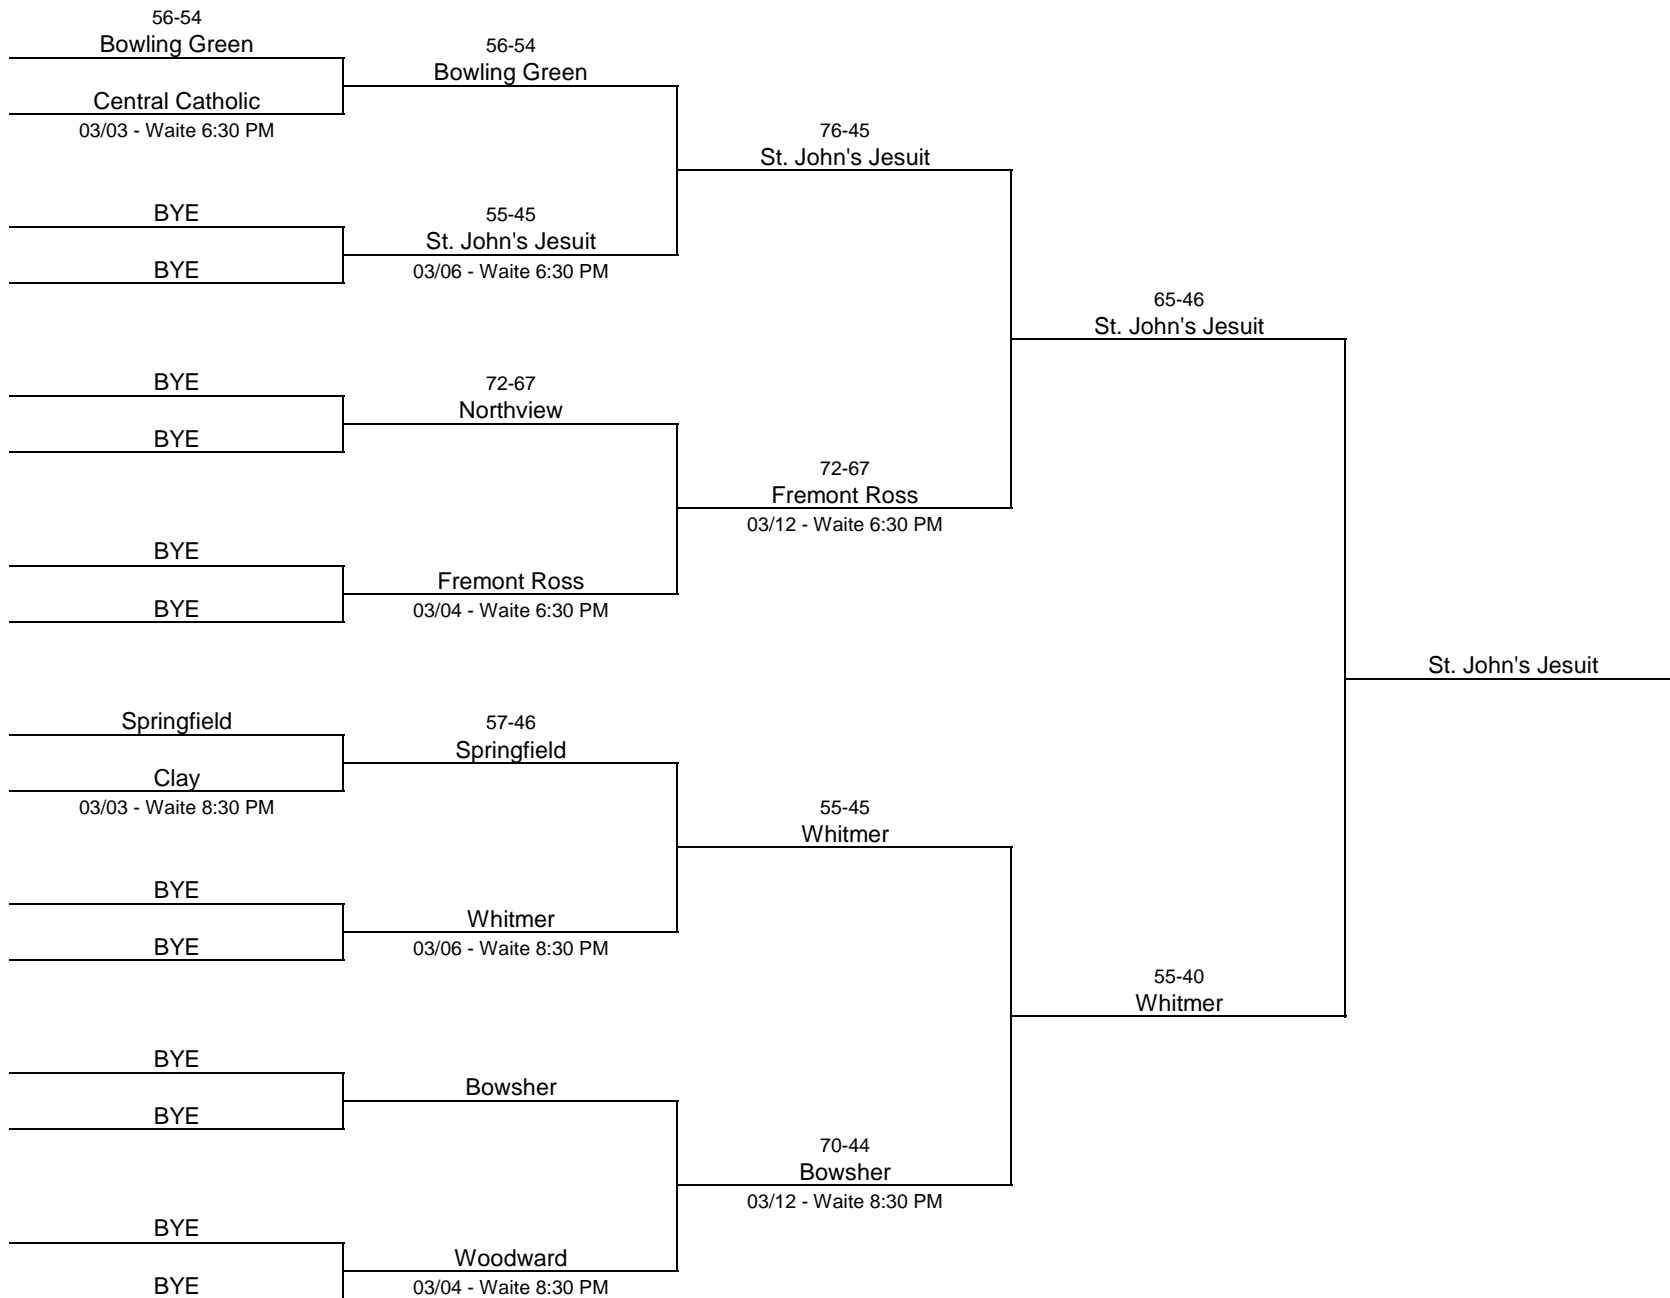 56-54
Bowling Green
Central Catholic
03/03 - Waite 6:30 PM
BYE
BYE
BYE
BYE
BYE
BYE
Springfield
Clay
03/03 - Waite 8:30 PM
BYE
BYE
BYE
BYE
BYE
BYE
56-54
Bowling Green
55-45
St. John's Jesuit
03/06 - Waite 6:30 PM
72-67
Northview
Fremont Ross
03/04 - Waite 6:30 PM
57-46
Springfield
Whitmer
03/06 - Waite 8:30 PM
Bowsher
Woodward
03/04 - Waite 8:30 PM
76-45
St. John's Jesuit
72-67
Fremont Ross
03/12 - Waite 6:30 PM
55-45
Whitmer
70-44
Bowsher
03/12 - Waite 8:30 PM
65-46
St. John's Jesuit
55-40
Whitmer
St. John's Jesuit